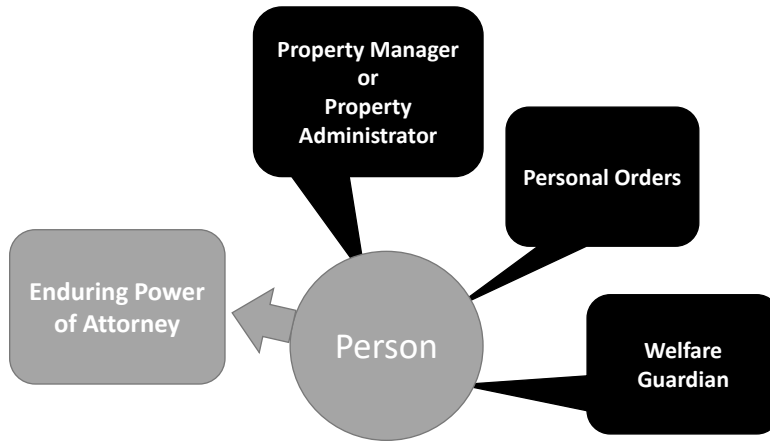 Property Manager
or
Property
Administrator
Personal Orders
Enduring Power
of Attorney
Person
Welfare
Guardian